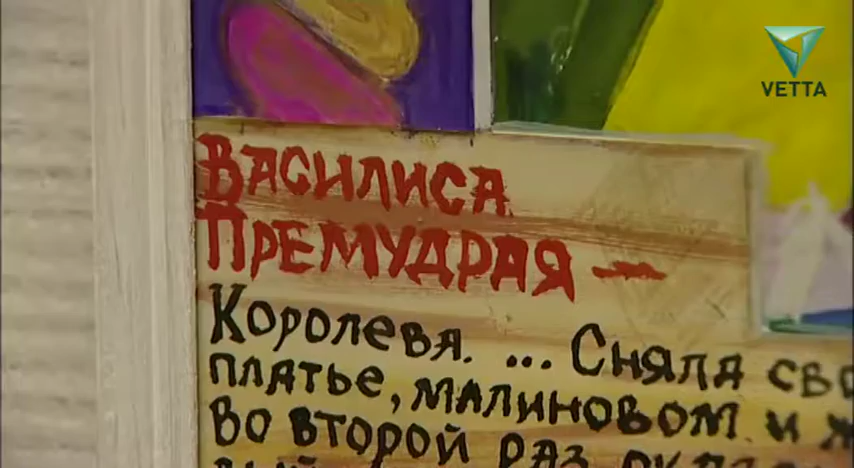 VETTA
ВАСИЛИСА
ПРЕМУДРАЯ —
Королева. ... Сняла
платье, малиновом и
Во второй раз